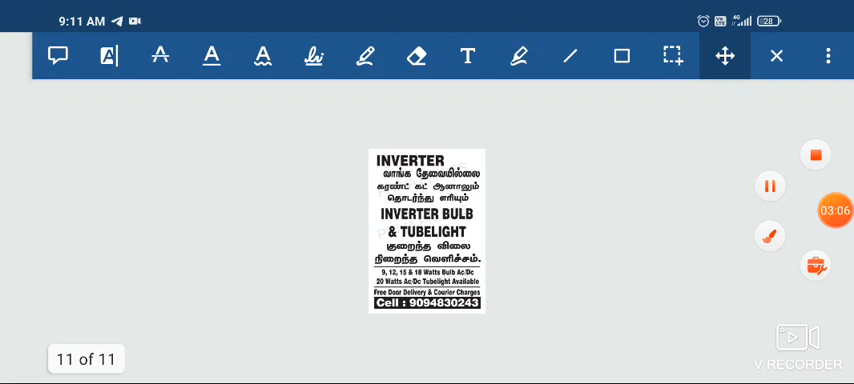 9:11 AM
4G
28
A
A
A
A
T
INVERTER
வாங்க தேவையில்லை
கரண்ட் கட் ஆனாலும்
தொடர்ந்து எரியும்
INVERTER BULB
& TUBELIGHT
குறைந்த விலை
நிறைந்த வெளிச்சம்.
9, 12, 15 & 18 Watts Bulb Ac/Dc
20 Watts Ac/Dc Tubelight Available
Free Door Delivery & Courier Charges
Cell : 9094830243
03:06
11 of 11
V RECORDER